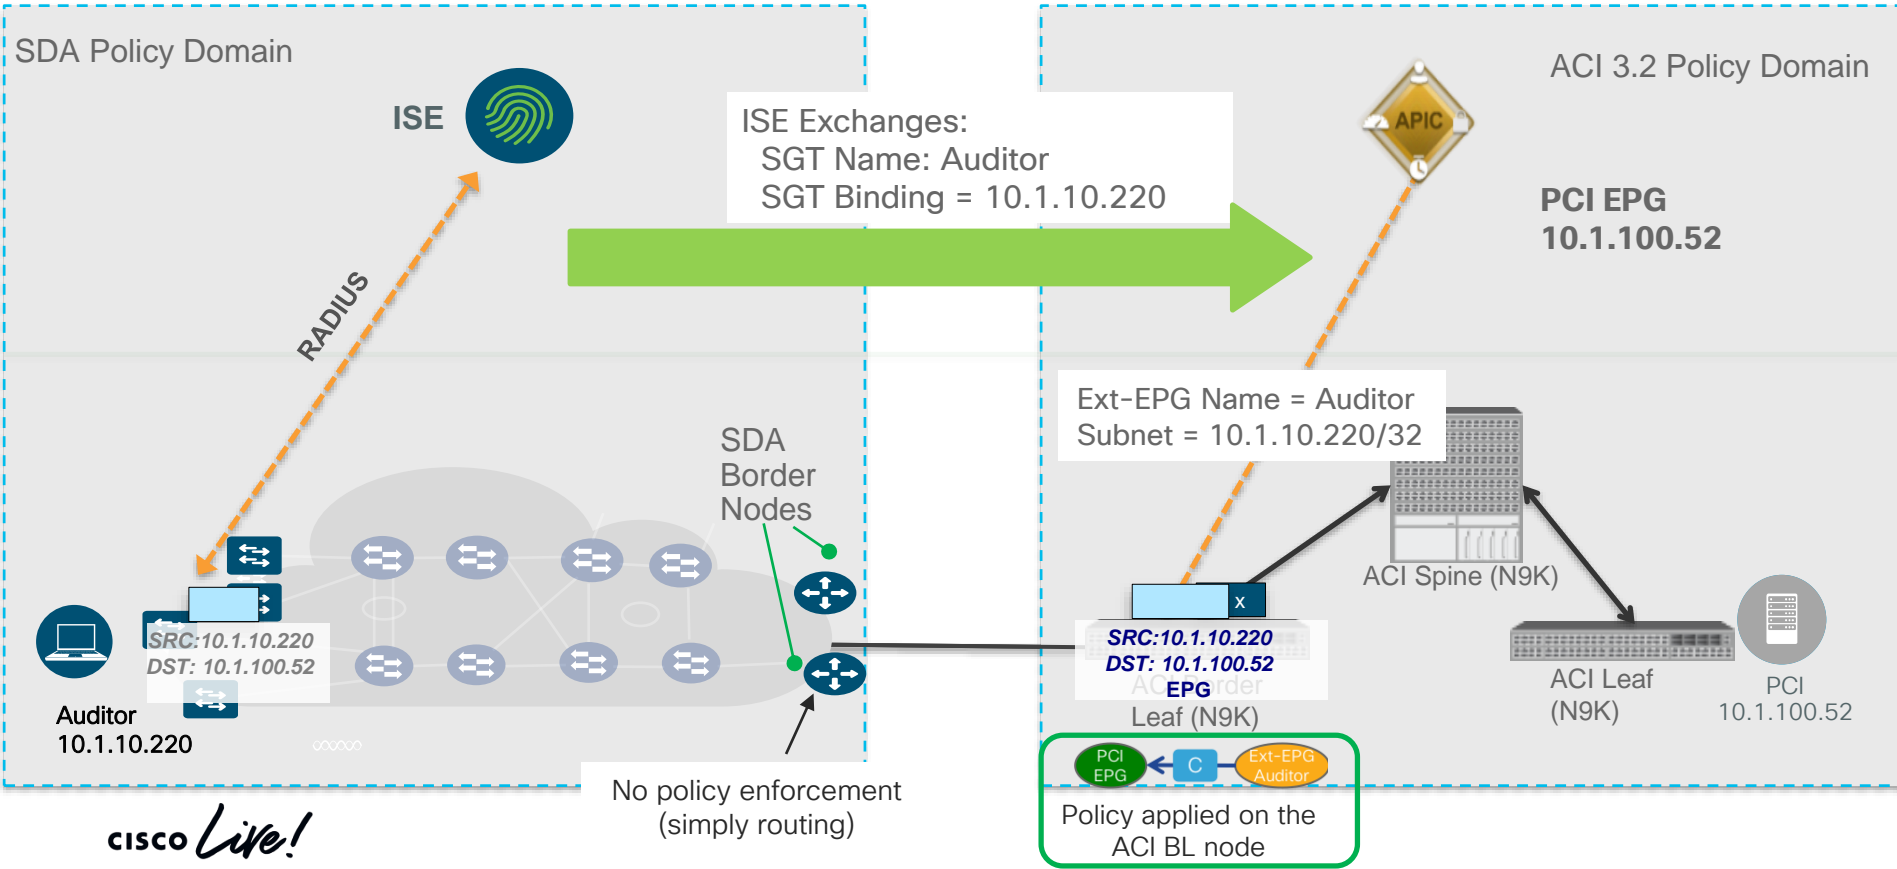 SDA Policy Domain
ISE
RADIUS
ISE Exchanges:
SGT Name: Auditor
SGT Binding = 10.1.10.220
ACI 3.2 Policy Domain
APIC
PCI EPG
10.1.100.52
Ext-EPG Name = Auditor
Subnet = 10.1.10.220/32
SDA
Border
Nodes
SRC:10.1.10.220
DST: 10.1.100.52
Auditor
10.1.10.220
X
SRC:10.1.10.220
DST: 10.1.100.52
EPG
ACI Border
Leaf (N9K)
ACI Spine (N9K)
ACI Leaf
(N9K)
PCI
10.1.100.52
No policy enforcement
(simply routing)
PCI
EPG
C
Ext-EPG
Auditor
Policy applied on the
ACI BL node
CISCO Live!